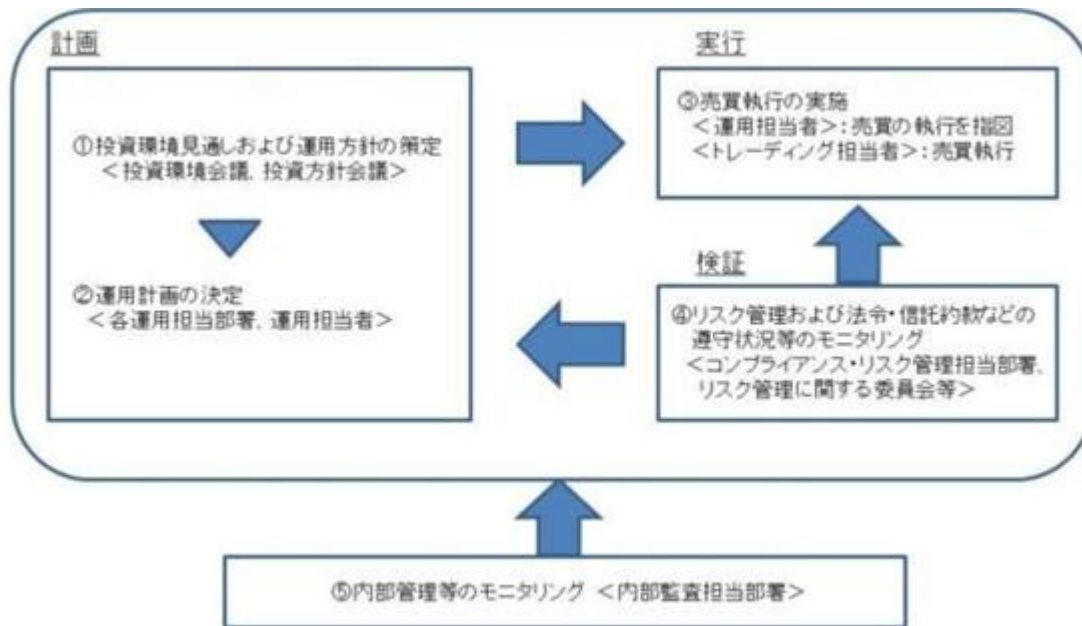 計画
①投資環境見通しおよび運用方針の策定
＜投資環境会議、投資方針会議＞
②運用計画の決定
＜各運用担当部署、運用担当者＞
実行
③売買執行の実施
＜運用担当者＞：売買の執行を指図
＜トレーディング担当者＞：売買執行
検証
④リスク管理および法令・信託約款などの
遵守状況等のモニタリング
＜コンプライアンス・リスク管理担当部署、
リスク管理に関する委員会等＞
⑤内部管理等のモニタリング ＜内部監査担当部署＞